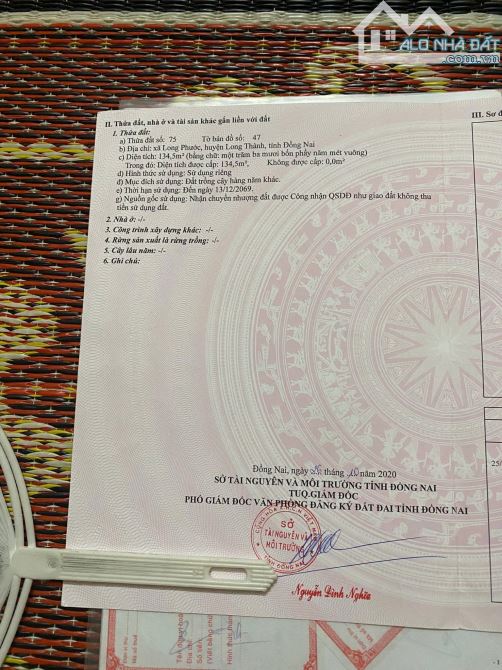 ALO NHÀ ĐẤT
.com.vn
II. Thửa đất, nhà ở và tài sản khác gắn liền với đất
III. Sơ đ
1. Thửa đất:
a) Thửa đất số: 75 Tờ bản đồ số: 47
b) Địa chỉ: xã Long Phước, huyện Long Thành, tỉnh Đồng Nai
c) Diện tích: 134,5m² (bằng chữ: một trăm ba mươi bốn phẩy năm mét vuông)
Trong đó: Diện tích được cấp: 134,5m², Không được cấp: 0,0m²
d) Hình thức sử dụng: Sử dụng riêng
đ) Mục đích sử dụng: Đất trồng cây hàng năm khác.
e) Thời hạn sử dụng: Đến ngày 13/12/2069.
g) Nguồn gốc sử dụng: Nhận chuyển nhượng đất được Công nhận QSDĐ như giao đất không thu
tiền sử dụng đất.
2. Nhà ở: -/-
3. Công trình xây dựng khác: -/-
4. Rừng sản xuất là rừng trồng: -/-
5. Cây lâu năm: -/-
6. Ghi chú:
25/
Đồng Nai, ngày tháng năm 2020
SỞ TÀI NGUYÊN VÀ MÔI TRƯỜNG TỈNH ĐỒNG NAI
TUQ.GIÁM ĐỐC
PHÓ GIÁM ĐỐC VĂN PHÒNG ĐĂNG KÝ ĐẤT ĐAI TỈNH ĐỒNG NAI
SỞ
TÀI NGUYÊN VÀ
MÔI TRƯỜNG
TỈNH ĐỒNG NAI
Nguyễn Đình Nghĩa